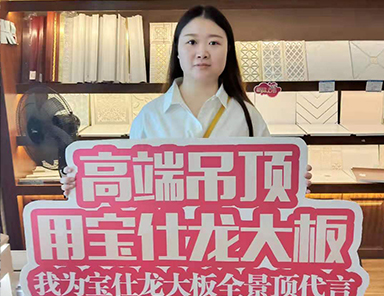 高端吊顶
用宝仕龙大板
我为宝仕龙大板全景顶代言